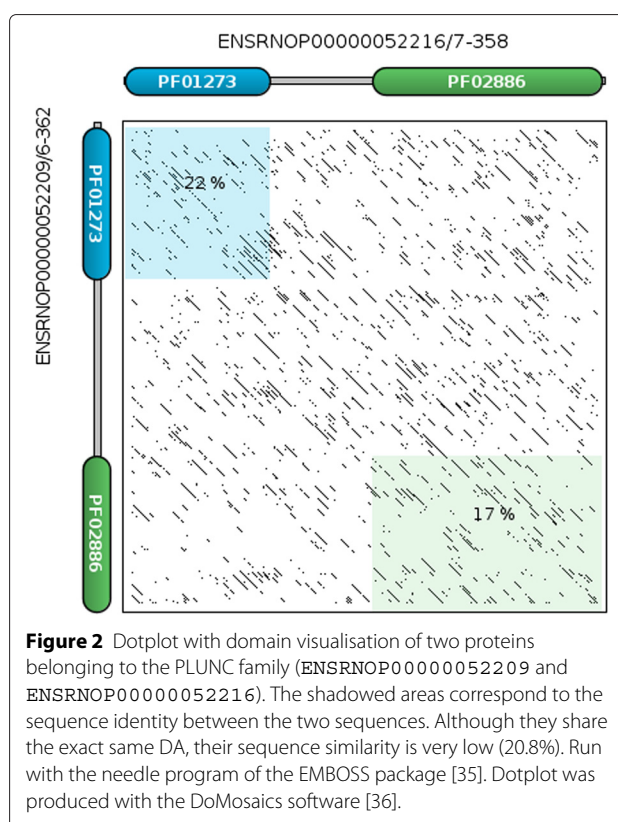 ENSRNOP00000052216/7-358
PF01273
PF02886
ENSRNOP00000052209/6-362
PF01273
PF02886
22 %
17 %
Figure 2 Dotplot with domain visualisation of two proteins
belonging to the PLUNC family (ENSRNOP00000052209 and
ENSRNOP00000052216). The shadowed areas correspond to the
sequence identity between the two sequences. Although they share
the exact same DA, their sequence similarity is very low (20.8%). Run
with the needle program of the EMBOSS package [35]. Dotplot was
produced with the DoMosaics software [36].